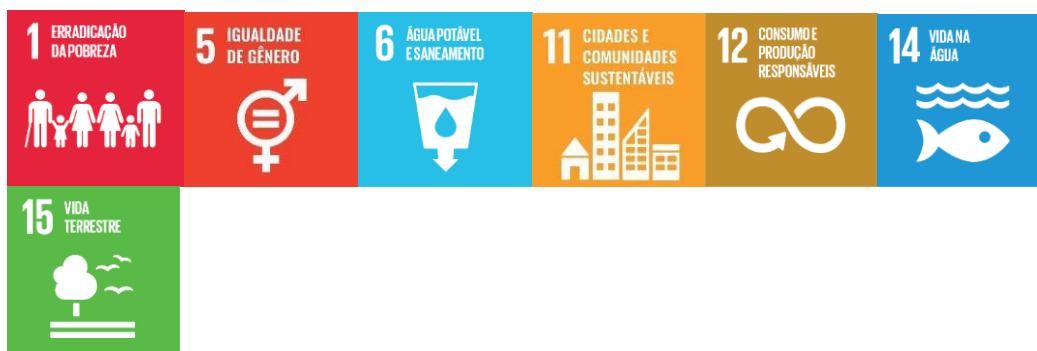 1 ERRADICAÇÃO
DA POBREZA
5 IGUALDADE
DE GÊNERO
6 ÁGUA POTÁVEL
E SANEAMENTO
11 CIDADES E
COMUNIDADES
SUSTENTÁVEIS
12 CONSUMO E
PRODUÇÃO
RESPONSÁVEIS
14 VIDA NA
ÁGUA
15 VIDA
TERRESTRE